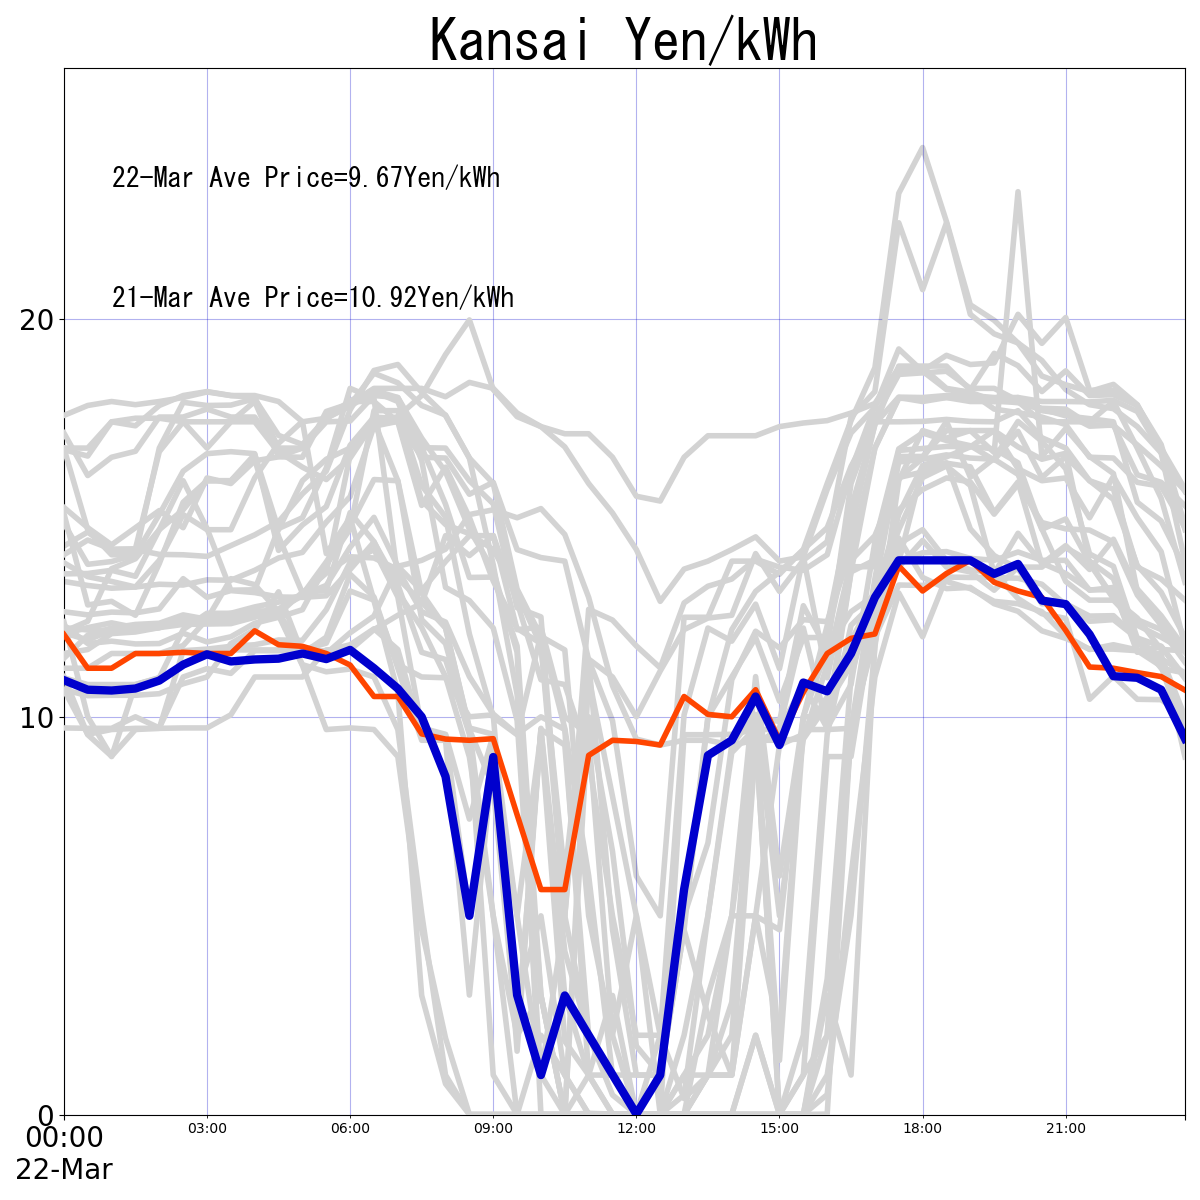 Kansai Yen/kWh
22-Mar Ave Price=9.67Yen/kWh
21-Mar Ave Price=10.92Yen/kWh
20
10
0
00:00 03:00 06:00 09:00 12:00 15:00 18:00 21:00
22-Mar